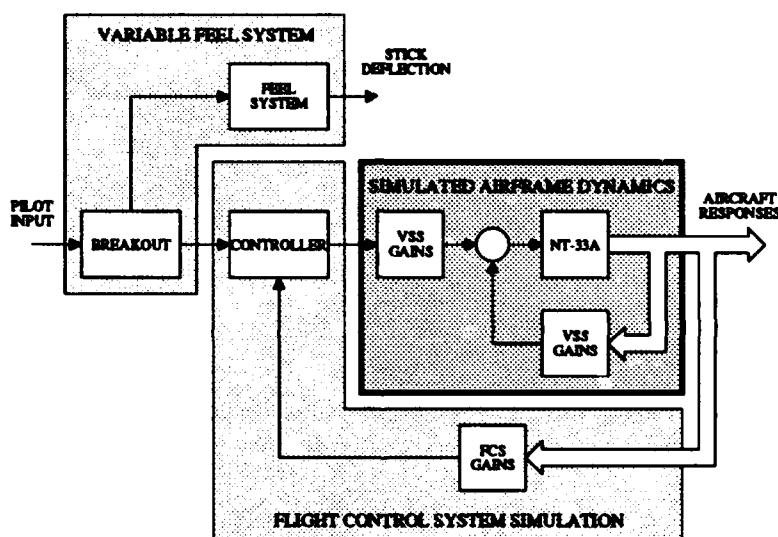 VARIABLE FEEL SYSTEM
STICK
DEFLECTION
FEEL
SYSTEM
SIMULATED AIRFRAME DYNAMICS
AIRCRAFT
RESPONSES
PILOT
INPUT
BREAKOUT
CONTROLLER
VSS
GAINS
NT-33A
VSS
GAINS
FCS
GAINS
FLIGHT CONTROL SYSTEM SIMULATION